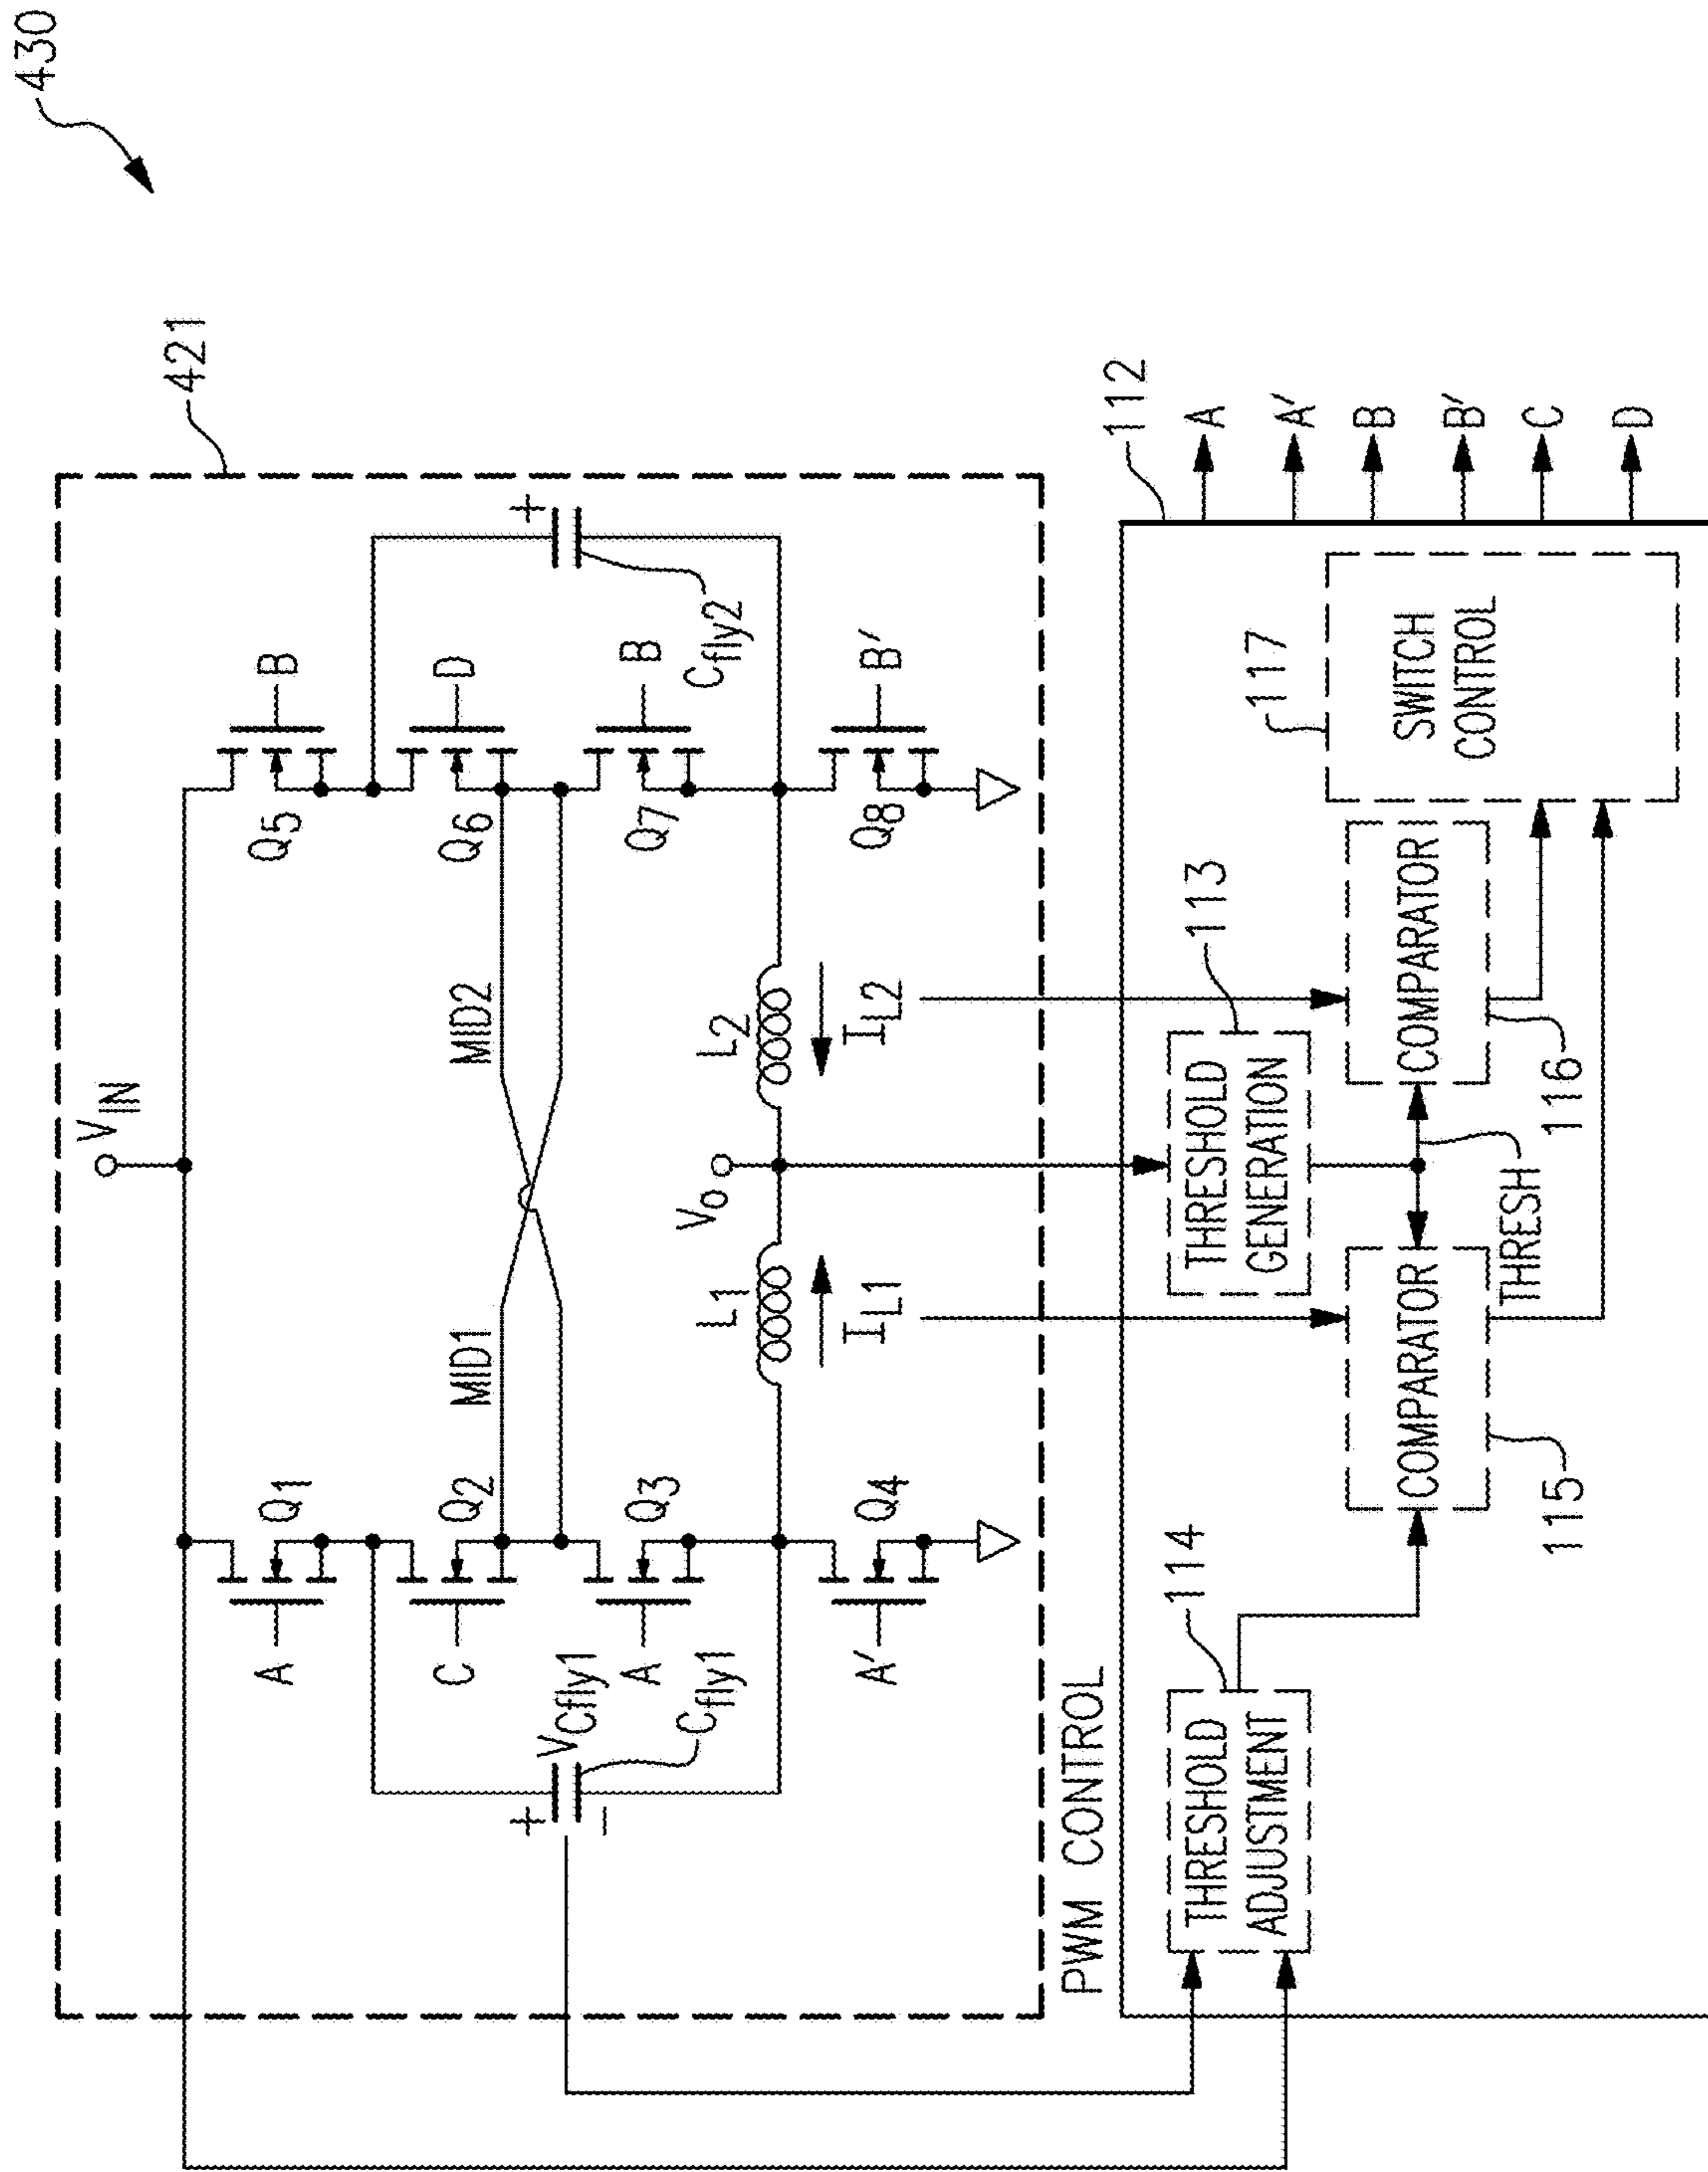 430
421
V_IN
A
Q1
C
Q2
A
Q3
A'
Q4
VCfly1
Cfly1
+
–
MID1
MID2
Q5
B
Q6
D
Q7
B
Q8
B'
+
Cfly2
Vo
L1
L2
IL1
IL2
PWM CONTROL
112
114
THRESHOLD
ADJUSTMENT
113
THRESHOLD
GENERATION
COMPARATOR
115
THRESH
COMPARATOR
116
117
SWITCH
CONTROL
A
A'
B
B'
C
D